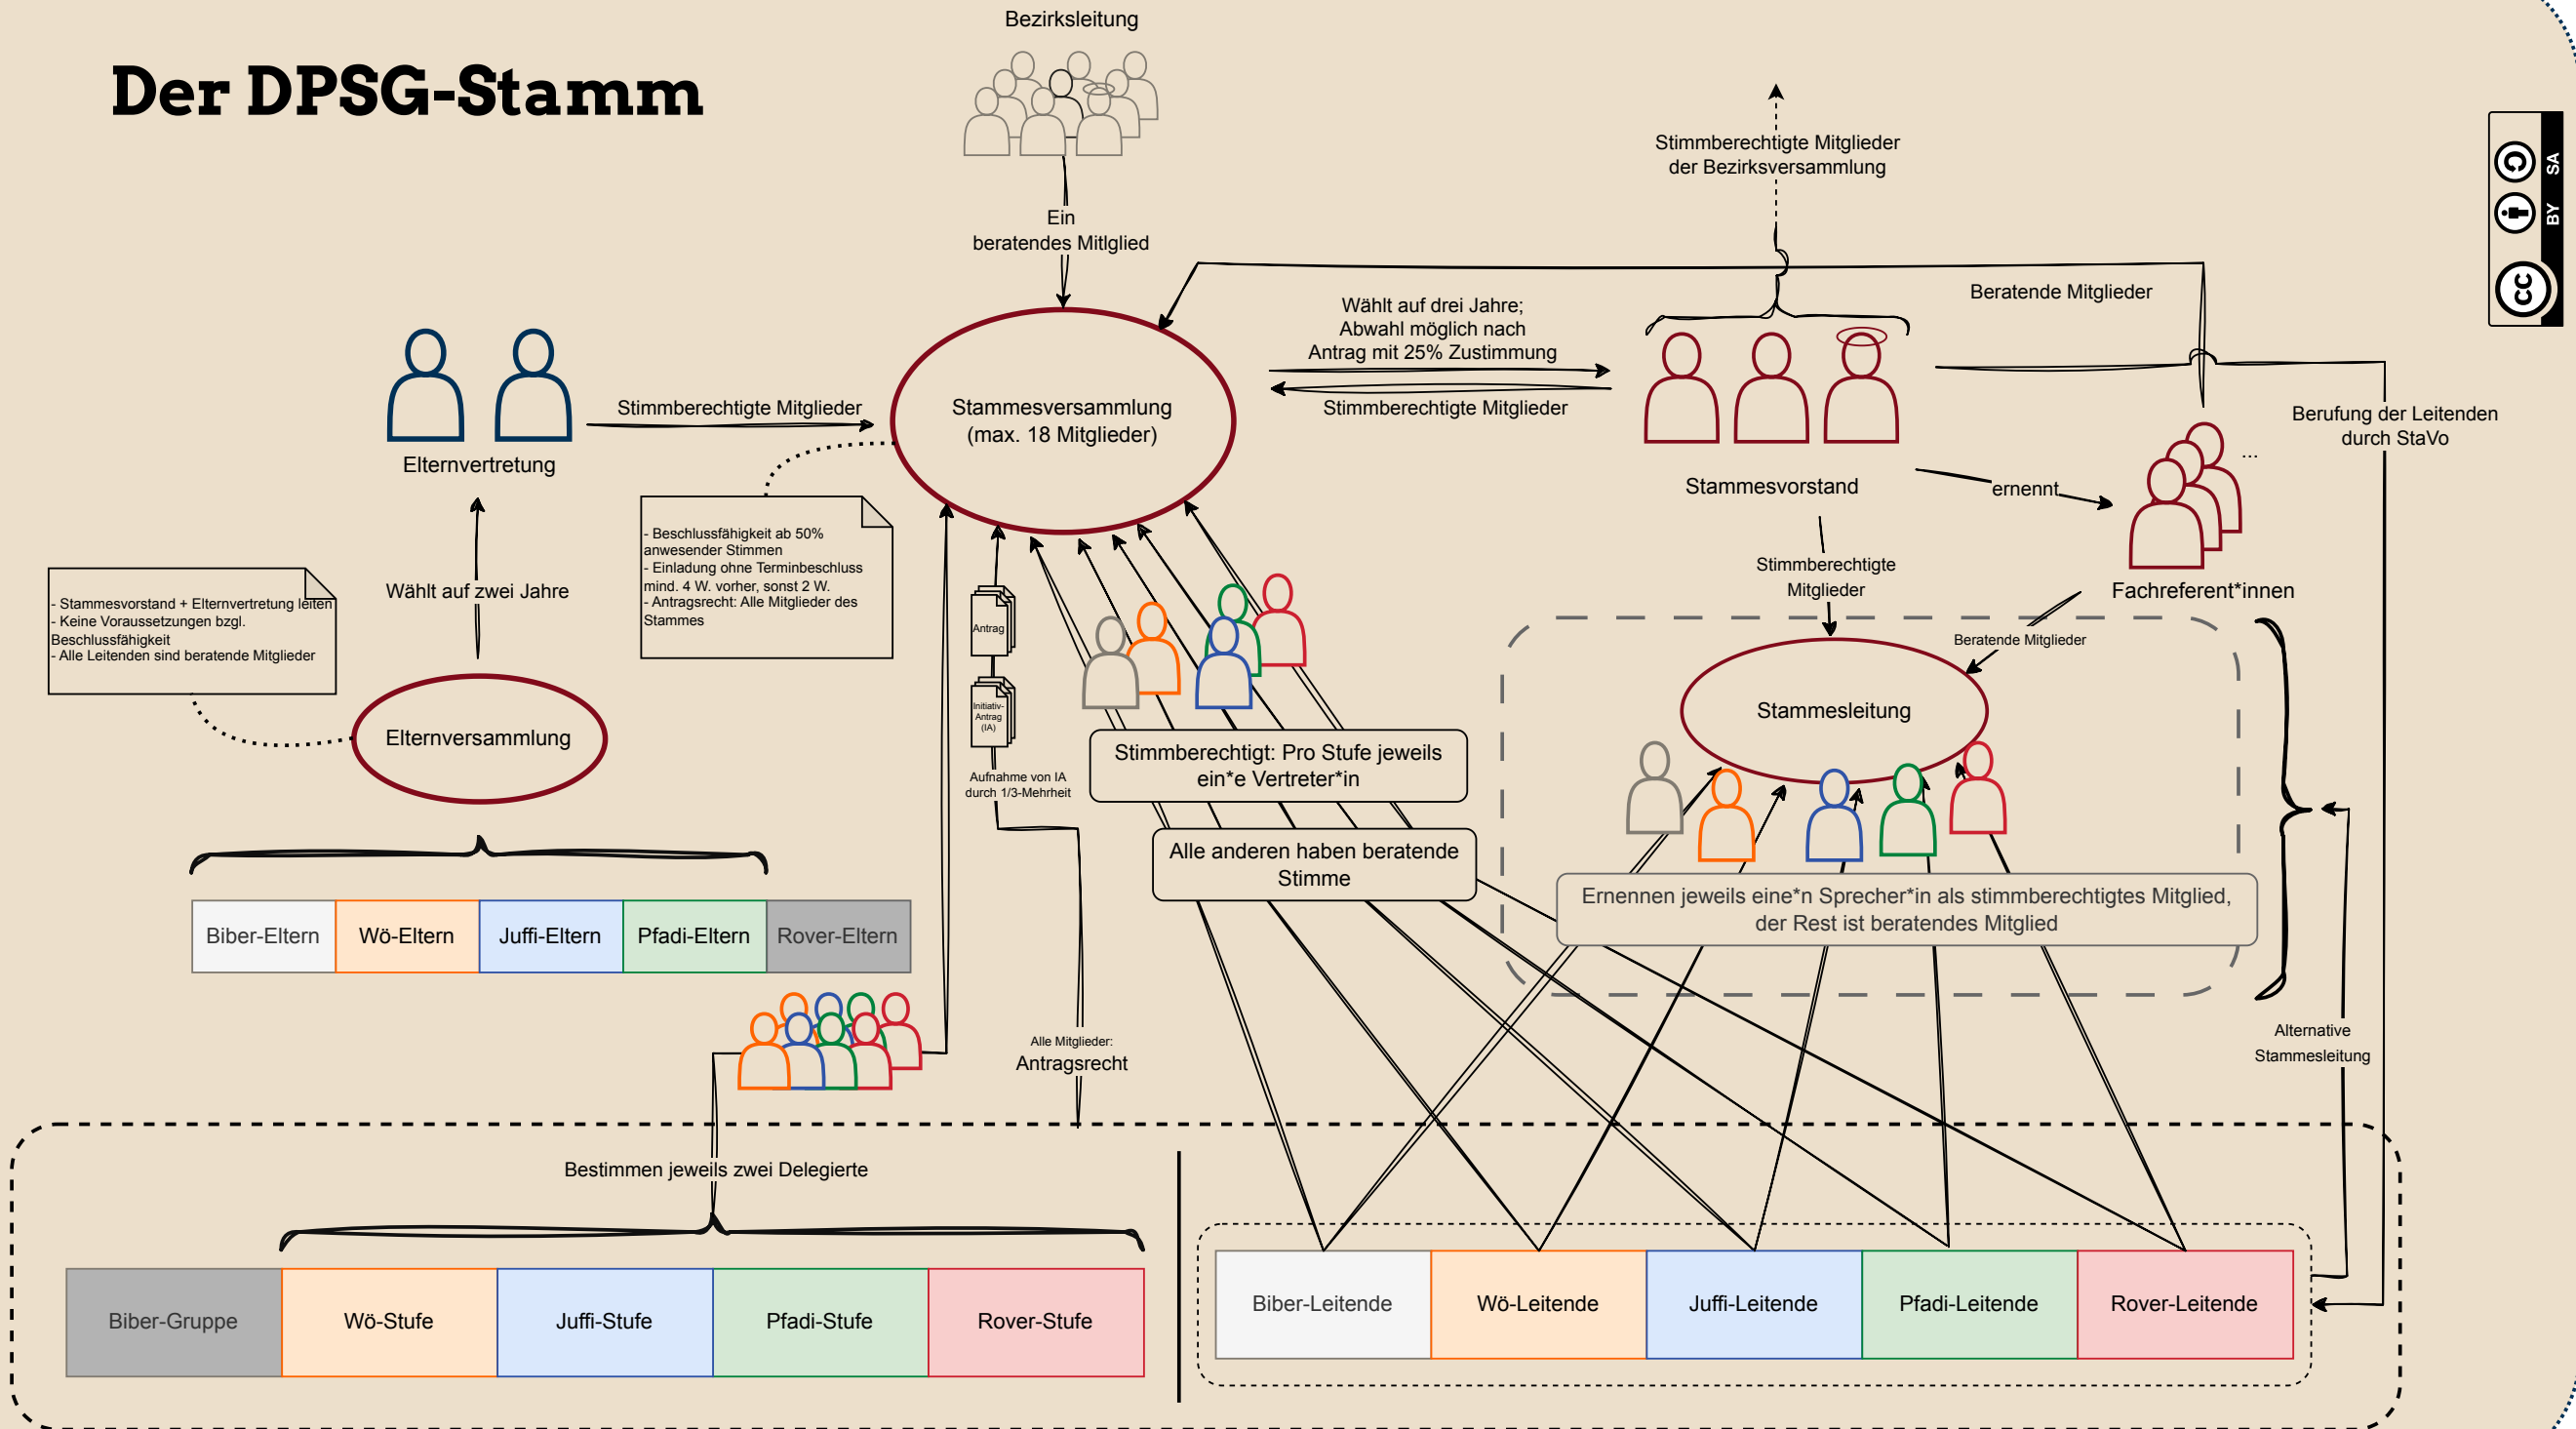 Bezirksleitung
Der DPSG-Stamm
Stimmberechtigte Mitglieder
der Bezirksversammlung
Ein
beratendes Mitlglied
Beratende Mitglieder
Wählt auf drei Jahre;
Abwahl möglich nach
Antrag mit 25% Zustimmung
Stimmberechtigte Mitglieder
Stammesversammlung
(max. 18 Mitglieder)
Stimmberechtigte Mitglieder
Berufung der Leitenden
durch StaVo
Elternvertretung
...
Stammesvorstand
ernennt
- Beschlussfähigkeit ab 50%
anwesender Stimmen
- Einladung ohne Terminbeschluss
mind. 4 W. vorher, sonst 2 W.
- Antragsrecht: Alle Mitglieder des
Stammes
Stimmberechtigte
Mitglieder
Fachreferent*innen
Wählt auf zwei Jahre
- Stammesvorstand + Elternvertretung leiten
- Keine Voraussetzungen bzgl.
Beschlussfähigkeit
- Alle Leitenden sind beratende Mitglieder
Antrag
Beratende Mitglieder
Initiativ-
Antrag
(IA)
Stammesleitung
Elternversammlung
Stimmberechtigt: Pro Stufe jeweils
ein*e Vertreter*in
Aufnahme von IA
durch 1/3-Mehrheit
Alle anderen haben beratende
Stimme
Ernennen jeweils eine*n Sprecher*in als stimmberechtigtes Mitglied,
der Rest ist beratendes Mitglied
Biber-Eltern
Wö-Eltern
Juffi-Eltern
Pfadi-Eltern
Rover-Eltern
Alle Mitglieder:
Antragsrecht
Alternative
Stammesleitung
Bestimmen jeweils zwei Delegierte
Biber-Gruppe
Wö-Stufe
Juffi-Stufe
Pfadi-Stufe
Rover-Stufe
Biber-Leitende
Wö-Leitende
Juffi-Leitende
Pfadi-Leitende
Rover-Leitende
cc
BY
SA